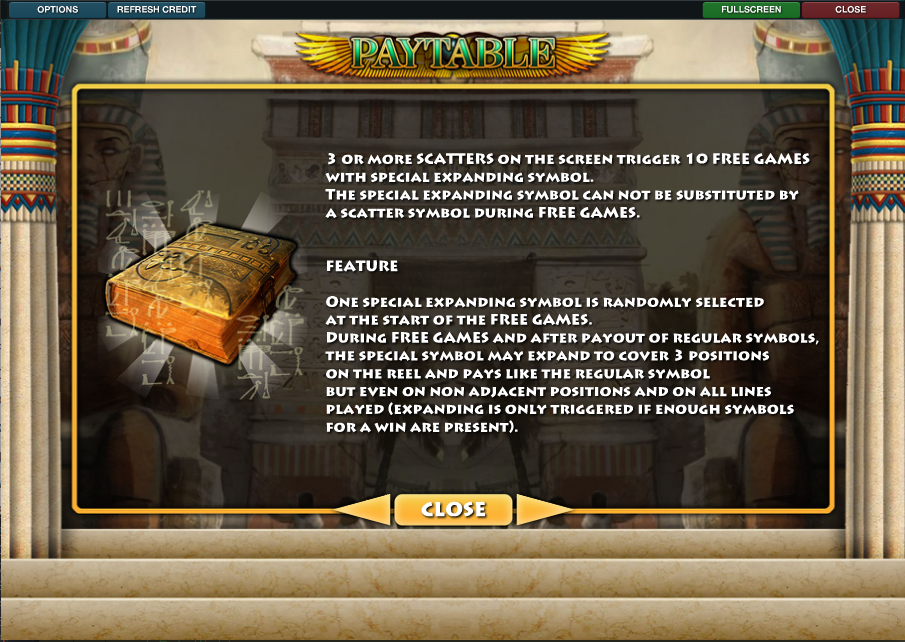 OPTIONS
REFRESH CREDIT
FULLSCREEN
CLOSE
PAYTABLE
3 OR MORE SCATTERS ON THE SCREEN TRIGGER 10 FREE GAMES
WITH SPECIAL EXPANDING SYMBOL.
THE SPECIAL EXPANDING SYMBOL CAN NOT BE SUBSTITUTED BY
A SCATTER SYMBOL DURING FREE GAMES.
FEATURE
ONE SPECIAL EXPANDING SYMBOL IS RANDOMLY SELECTED
AT THE START OF THE FREE GAMES.
DURING FREE GAMES AND AFTER PAYOUT OF REGULAR SYMBOLS,
THE SPECIAL SYMBOL MAY EXPAND TO COVER 3 POSITIONS
ON THE REEL AND PAYS LIKE THE REGULAR SYMBOL
BUT EVEN ON NON ADJACENT POSITIONS AND ON ALL LINES
PLAYED (EXPANDING IS ONLY TRIGGERED IF ENOUGH SYMBOLS
FOR A WIN ARE PRESENT).
CLOSE